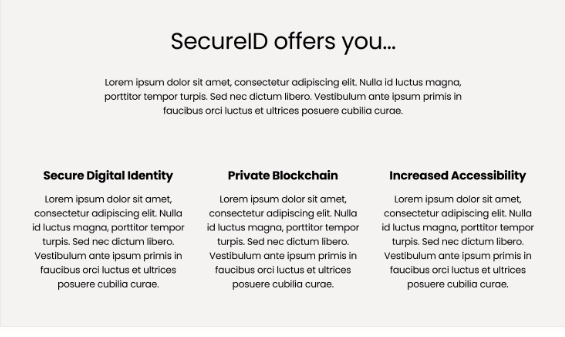 SecureID offers you...
Lorem ipsum dolor sit amet, consectetur adipiscing elit. Nulla id luctus magna,
porttitor tempor turpis. Sed nec dictum libero. Vestibulum ante ipsum primis in
faucibus orci luctus et ultrices posuere cubilia curae.
Secure Digital Identity
Lorem ipsum dolor sit amet,
consectetur adipiscing elit. Nulla
id luctus magna, porttitor tempor
turpis. Sed nec dictum libero.
Vestibulum ante ipsum primis in
faucibus orci luctus et ultrices
posuere cubilia curae.
Private Blockchain
Lorem ipsum dolor sit amet,
consectetur adipiscing elit. Nulla
id luctus magna, porttitor tempor
turpis. Sed nec dictum libero.
Vestibulum ante ipsum primis in
faucibus orci luctus et ultrices
posuere cubilia curae.
Increased Accessibility
Lorem ipsum dolor sit amet,
consectetur adipiscing elit. Nulla
id luctus magna, porttitor tempor
turpis. Sed nec dictum libero.
Vestibulum ante ipsum primis in
faucibus orci luctus et ultrices
posuere cubilia curae.